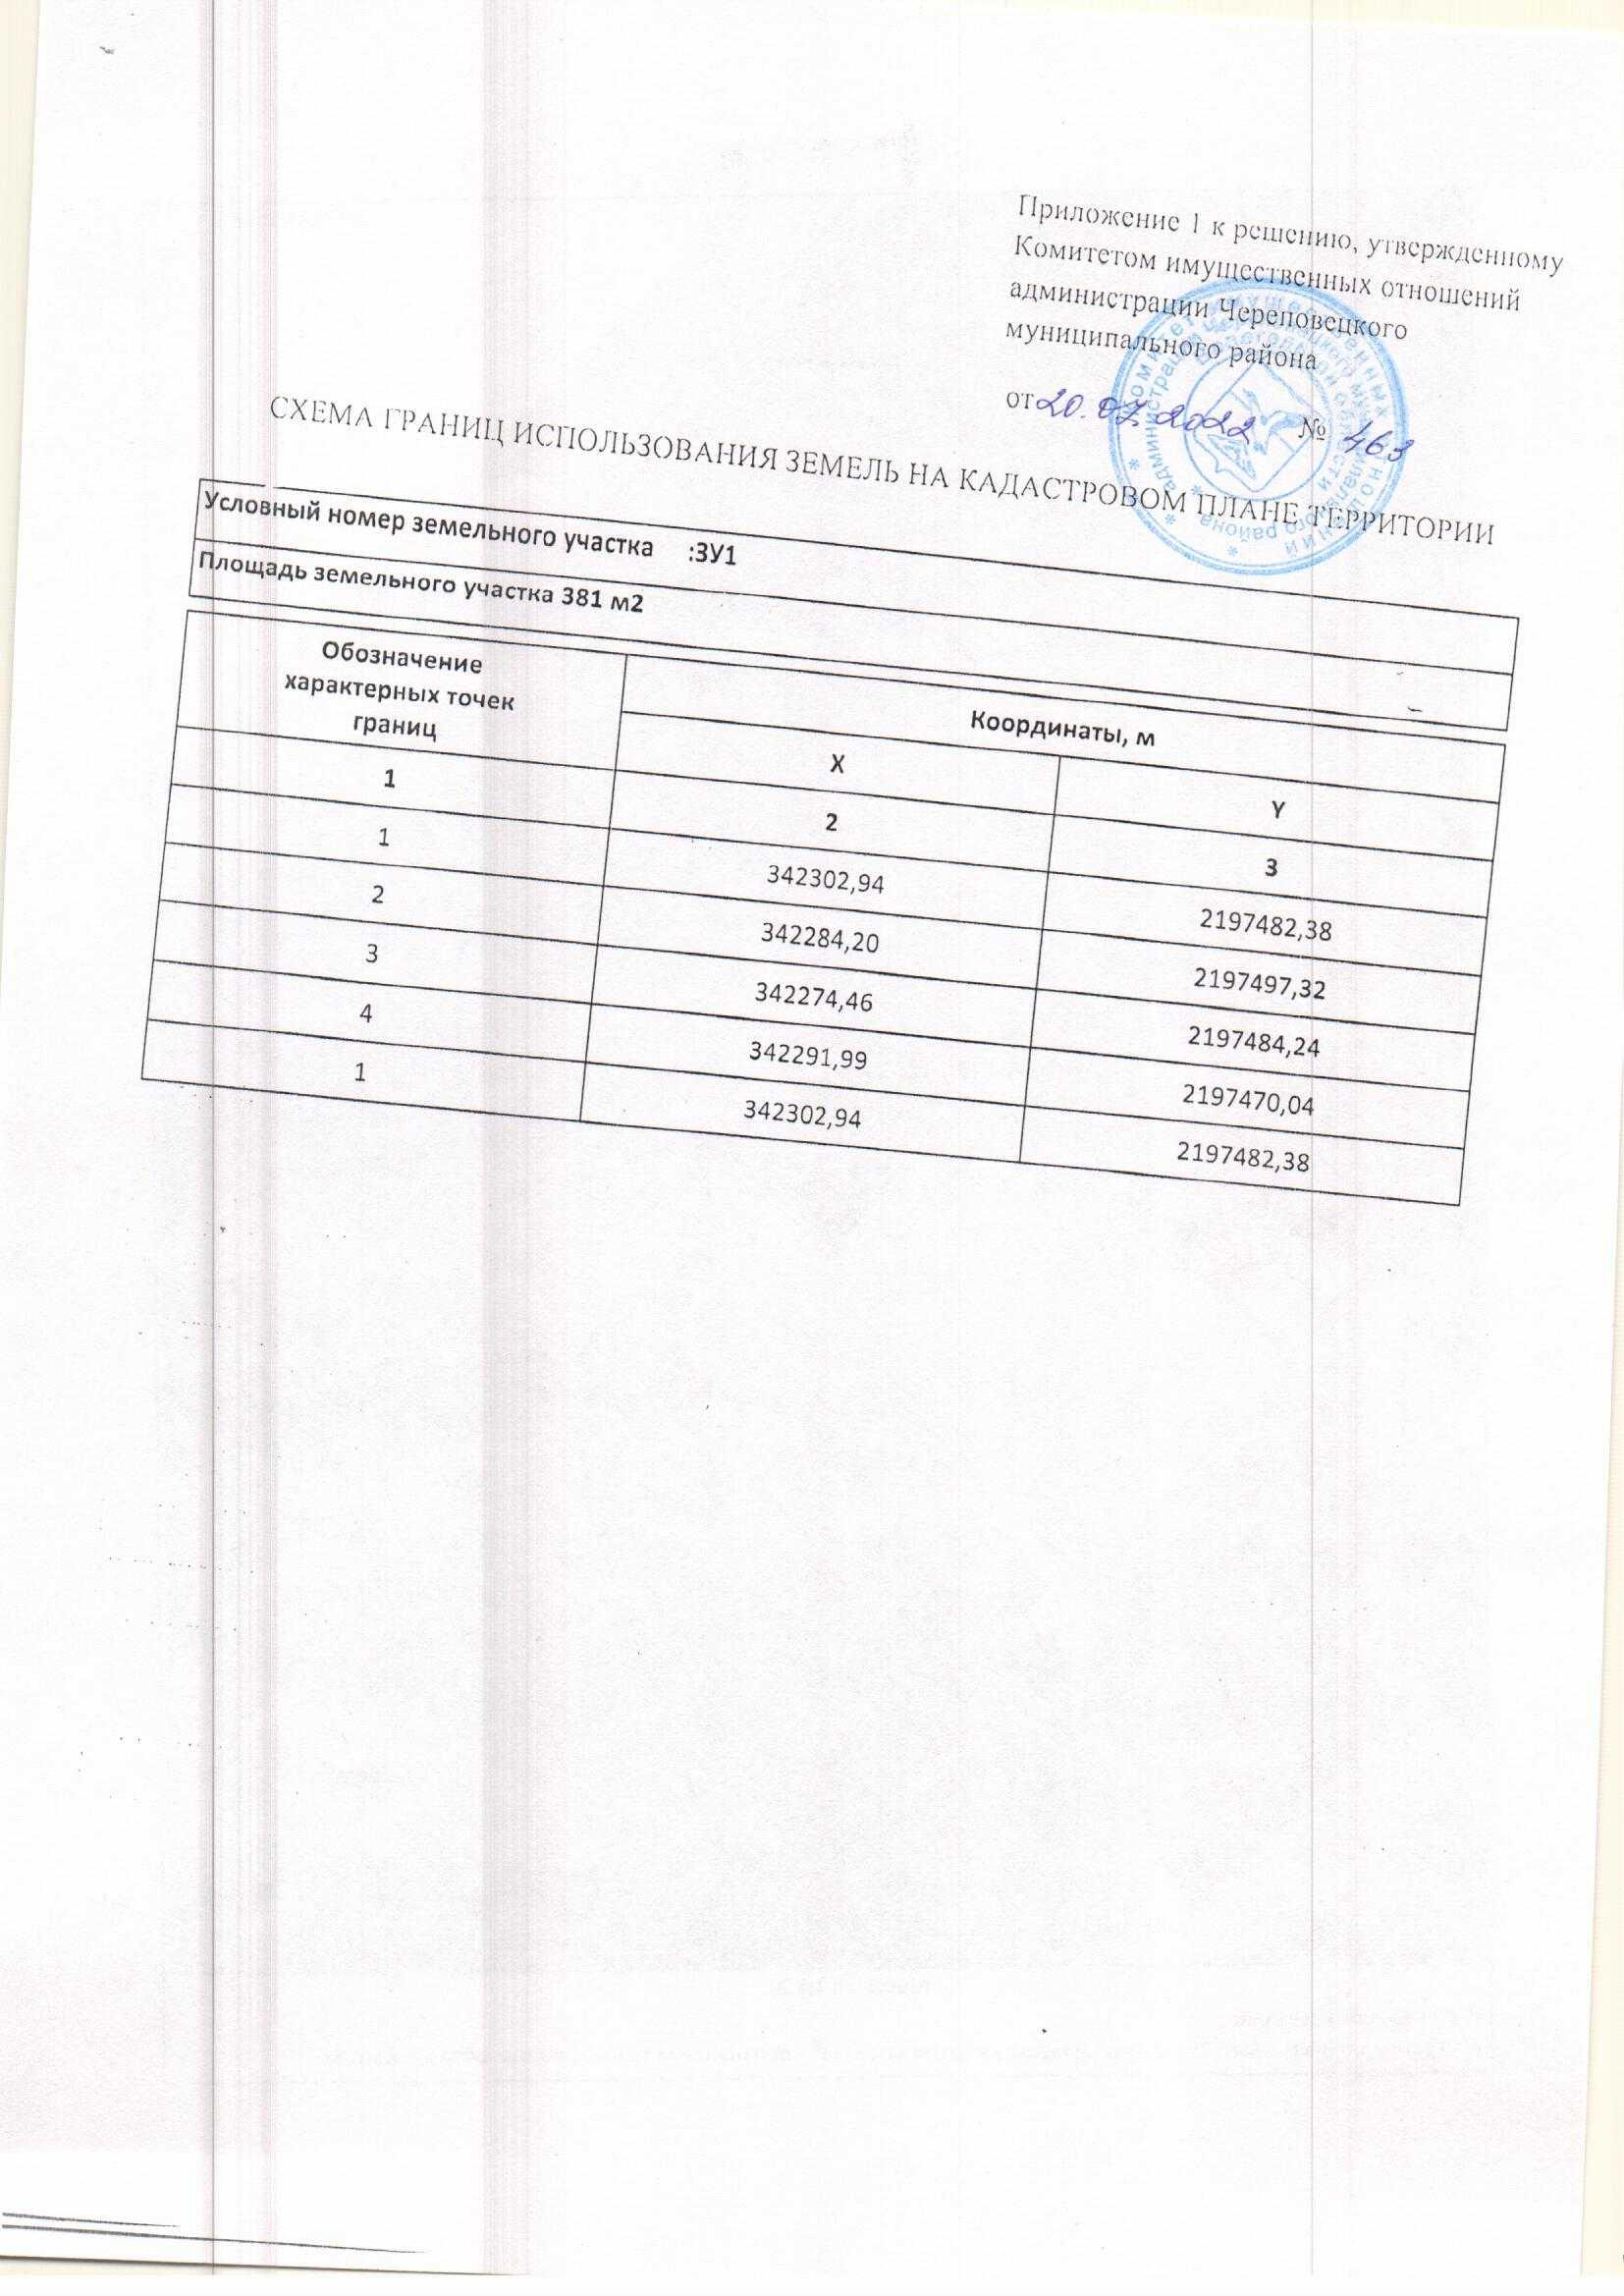 Приложение 1 к решению, утвержденному
Комитетом имущественных отношений
администрации Череповецкого
муниципального района
от 20.07.2022 № 463
СХЕМА ГРАНИЦ ИСПОЛЬЗОВАНИЯ ЗЕМЕЛЬ НА КАДАСТРОВОМ ПЛАНЕ ТЕРРИТОРИИ
Условный номер земельного участка :ЗУ1
Площадь земельного участка 381 м2
Обозначение
характерных точек
границ
Координаты, м
X Y
1 2 3
1 342302,94 2197482,38
2 342284,20 2197497,32
3 342274,46 2197484,24
4 342291,99 2197470,04
1 342302,94 2197482,38